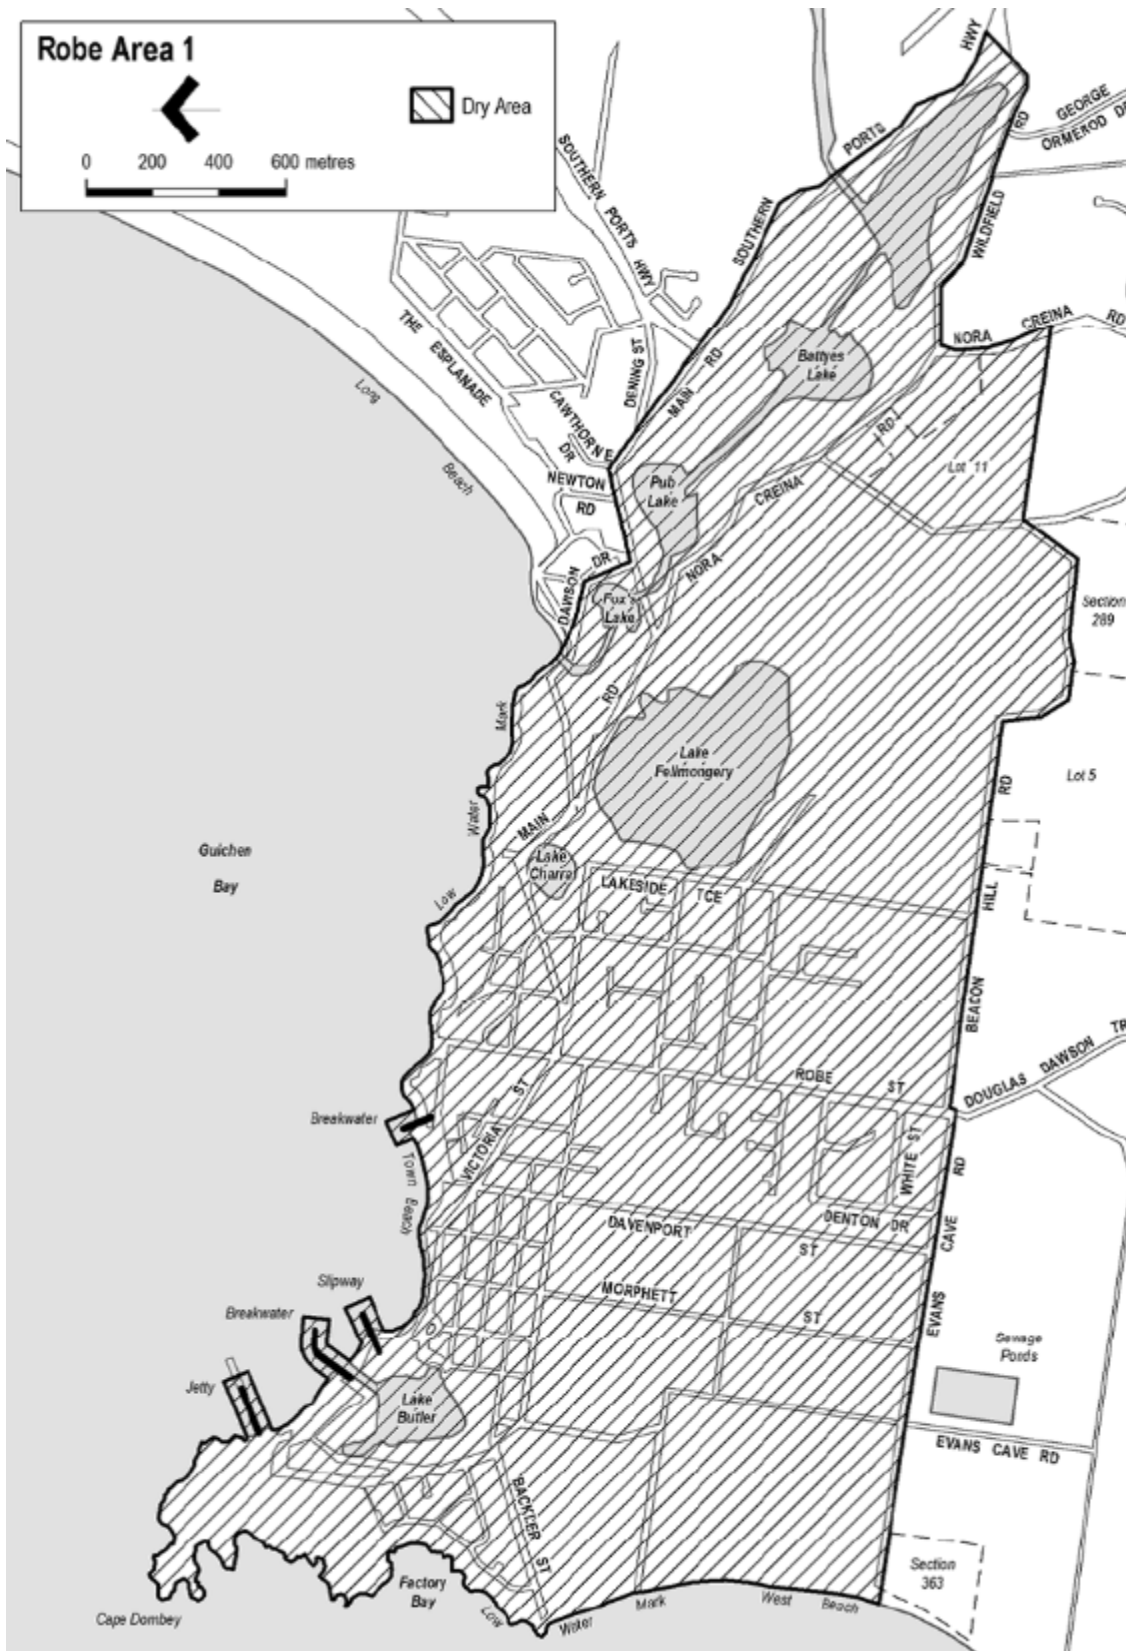 Robe Area 1
Dry Area
0 200 400 600 metres
HWY
GEORGE
ORMEROD
RD
PORTS
SOUTHERN
WILDFIELD
SOUTHERN PORTS HWY
NORA CREINA RD
THE ESPLANADE
DENING ST
MAIN RD
Battyes
Lake
Long
Beach
CAWTHORNE
DR
NEWTON
RD
Pub
Lake
NORA CREINA RD
Lot 11
DAWSON DR
Fox's
Lake
Section
289
Mark
RD
Lake
Fellmongery
RD
Lot 5
Water
MAIN
Guichen
Bay
Lake
Charra
LAKESIDE TCE
HILL
Low
BEACON
DOUGLAS DAWSON
ROBE ST
Breakwater
VICTORIA ST
WHITE ST
RD
Town
Beach
DAVENPORT ST
DENTON DR
CAVE
Slipway
Breakwater
MORPHETT ST
EVANS
Sewage
Ponds
Jetty
Lake
Butler
EVANS CAVE RD
BACKLER ST
Section
363
Factory
Bay
Cape Dombey
Low
Water
Mark
West
Beach